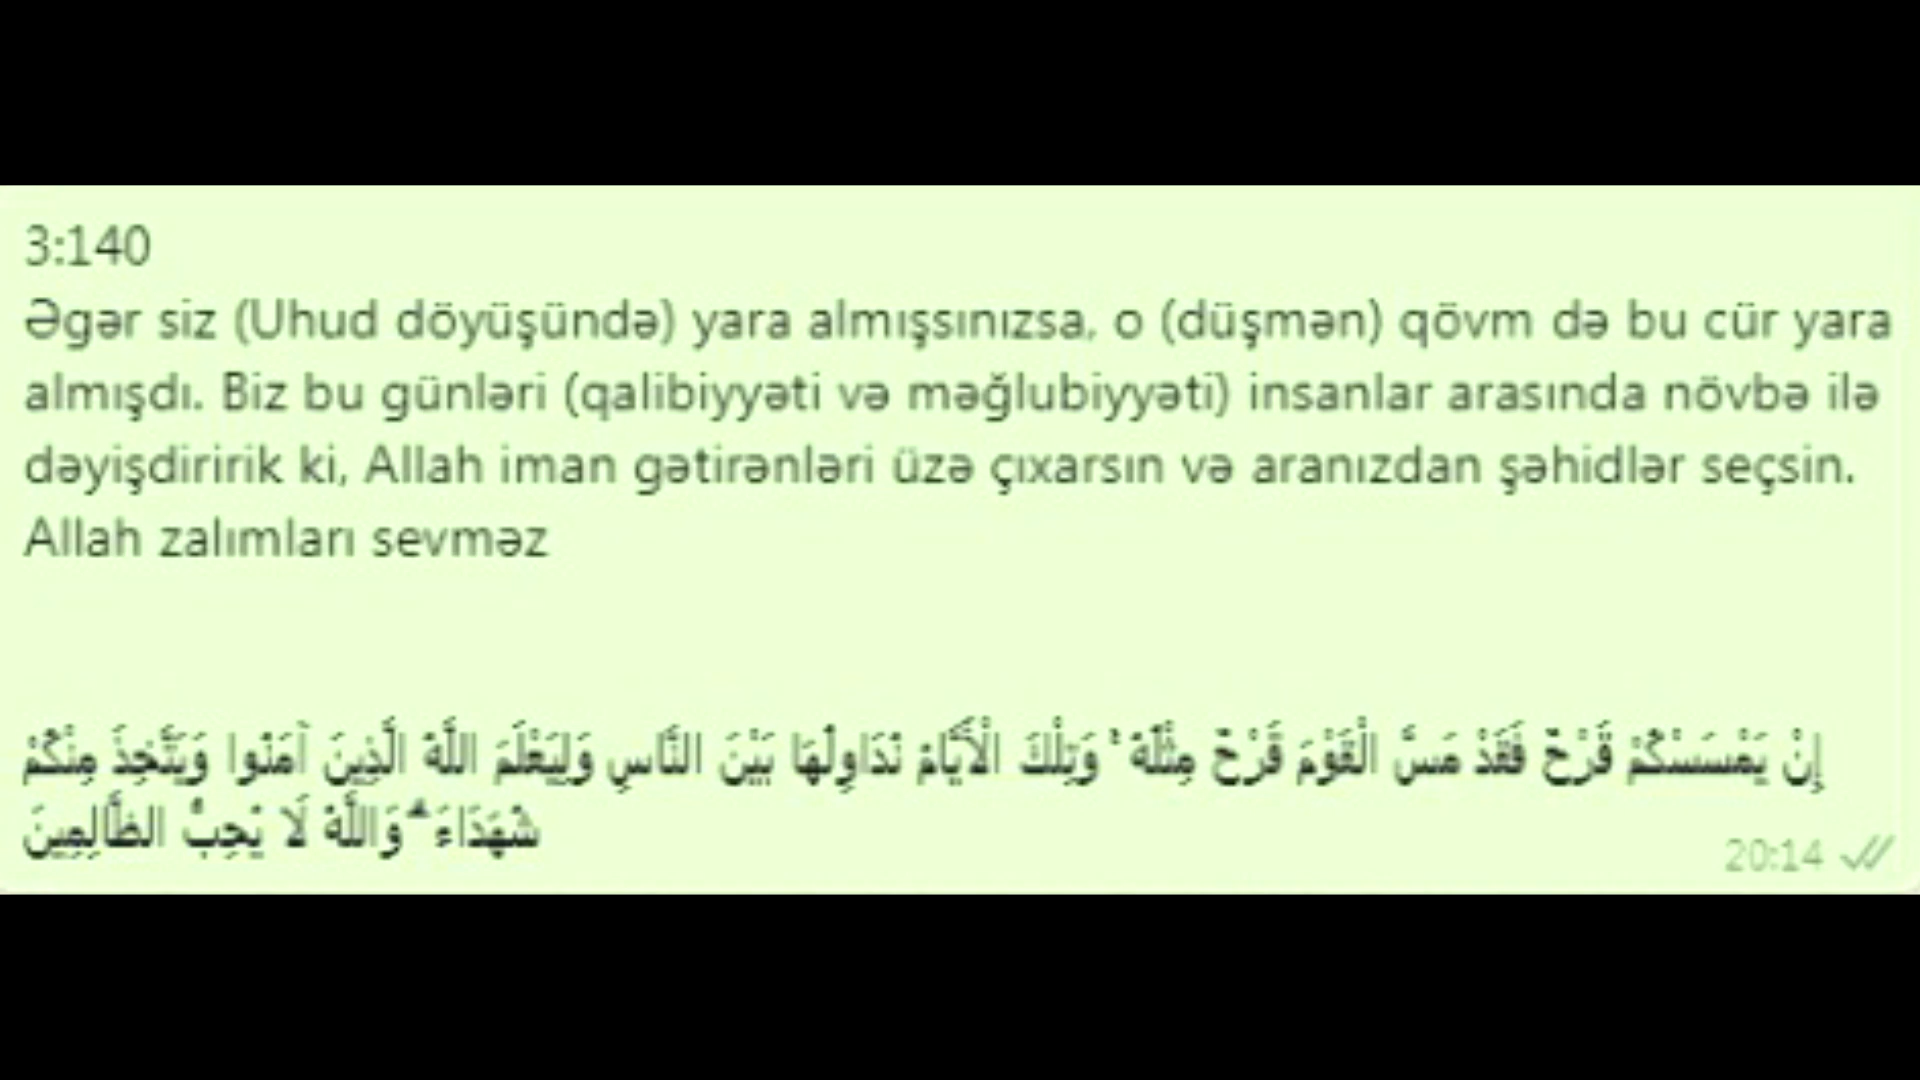 3:140
Əgər siz (Uhud döyüşündə) yara almışsınızsa, o (düşmən) qövm də bu cür yara
almışdı. Biz bu günləri (qalibiyyəti və məğlubiyyəti) insanlar arasında növbə ilə
dəyişdiririk ki, Allah iman gətirənləri üzə çıxarsın və aranızdan şəhidlər seçsin.
Allah zalımları sevməz
إِنْ يَمْسَسْكُمْ قَرْحٌ فَقَدْ مَسَّ الْقَوْمَ قَرْحٌ مِثْلُهُ ۚ وَتِلْكَ الْأَيَّامُ نُدَاوِلُهَا بَيْنَ النَّاسِ وَلِيَعْلَمَ اللَّهُ الَّذِينَ آمَنُوا وَيَتَّخِذَ مِنْكُمْ
شُهَدَاءَ ۗ وَاللَّهُ لَا يُحِبُّ الظَّالِمِينَ
20:14